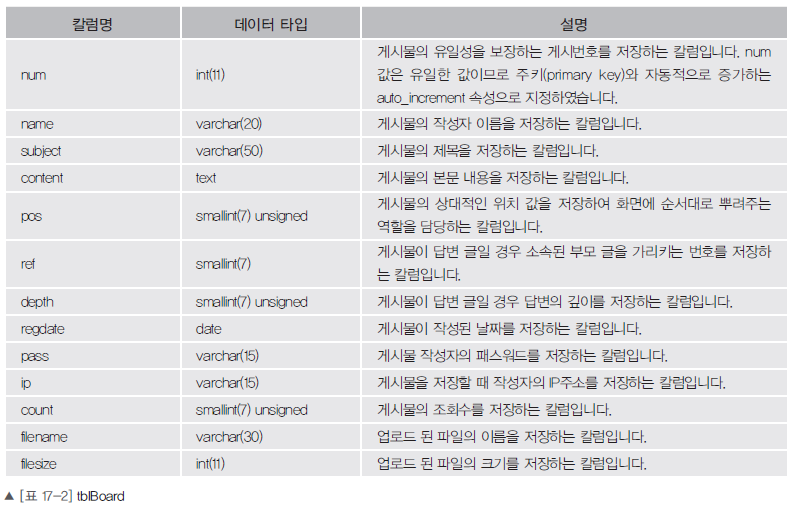 칼럼명 데이터 타입 설명
게시물의 유일성을 보장하는 게시번호를 저장하는 칼럼입니다. num
num int(11) 값은 유일한 값이므로 주키(primary key)와 자동적으로 증가하는
auto_increment 속성으로 지정하였습니다.
name varchar(20) 게시물의 작성자 이름을 저장하는 칼럼입니다.
subject varchar(50) 게시물의 제목을 저장하는 칼럼입니다.
content text 게시물의 본문 내용을 저장하는 칼럼입니다.
pos smallint(7) unsigned 게시물의 상대적인 위치 값을 저장하여 화면에 순서대로 뿌려주는
역할을 담당하는 칼럼입니다.
ref smallint(7) 게시물이 답변 글일 경우 소속된 부모 글을 가리키는 번호를 저장하
는 칼럼입니다.
depth smallint(7) unsigned 게시물이 답변 글일 경우 답변의 깊이를 저장하는 칼럼입니다.
regdate date 게시물이 작성된 날짜를 저장하는 칼럼입니다.
pass varchar(15) 게시물 작성자의 패스워드를 저장하는 칼럼입니다.
ip varchar(15) 게시물을 저장할 때 작성자의 IP주소를 저장하는 칼럼입니다.
count smallint(7) unsigned 게시물의 조회수를 저장하는 칼럼입니다.
filename varchar(30) 업로드 된 파일의 이름을 저장하는 칼럼입니다.
filesize int(11) 업로드 된 파일의 크기를 저장하는 칼럼입니다.
▲ [표 17-2] tblBoard